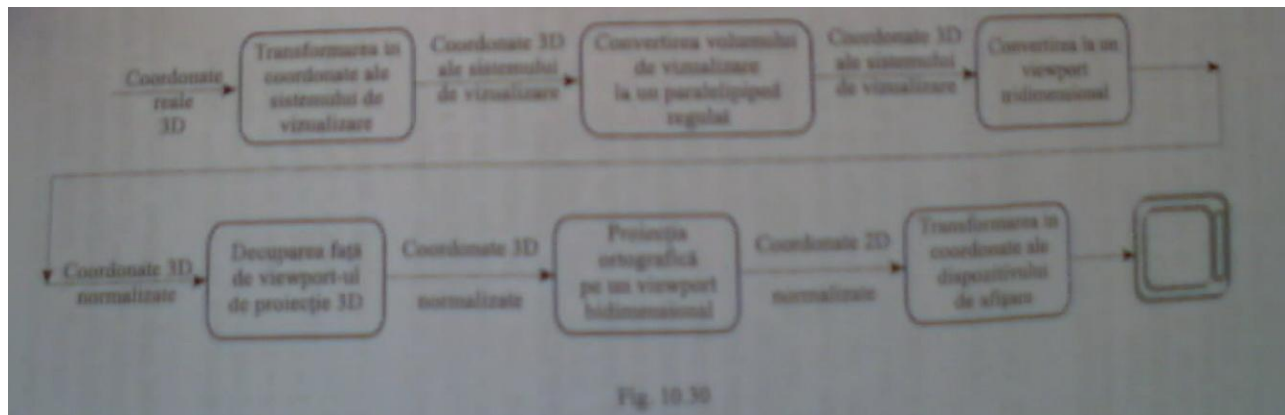 Coordonate
reale
3D
Transformarea în
coordonate ale
sistemului de
vizualizare
Coordonate 3D
ale sistemului
de vizualizare
Convertirea volumului
de vizualizare
la un paralelipiped
regulat
Coordonate 3D
ale sistemului
de vizualizare
Convertirea la un
viewport
tridimensional
Coordonate 3D
normalizate
Decuparea față
de viewport-ul
de proiecție 3D
Coordonate 3D
normalizate
Proiecția
ortografică
pe un viewport
bidimensional
Coordonate 2D
normalizate
Transformarea în
coordonate ale
dispozitivului
de afișare
Fig. 10.30